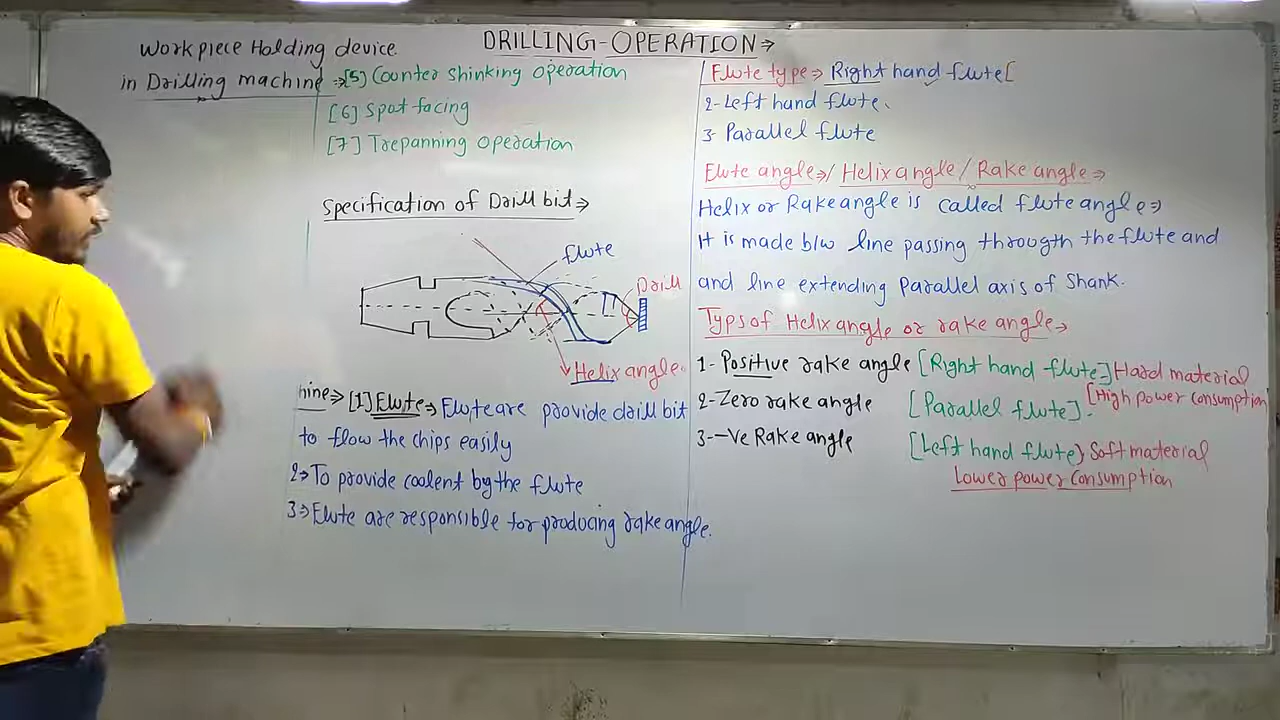 DRILLING-OPERATION→
Workpiece Holding device
in Drilling machine →
[5] Counter shinking operation
[6] Spot facing
[7] Trepanning operation
Specification of Drill bit⇒
flute
Drill
Helix angle
hine⇒ [1] Flute⇒ Flute are provide drill bit
to flow the chips easily
2⇒ To provide coolent by the flute
3⇒ Flute are responsible for producing rake angle.
Flute type⇒ Right hand flute[
2-Left hand flute.
3- Parallel flute
Flute angle⇒/ Helix angle / Rake angle⇒
Helix or Rake angle is called flute angle⇒
It is made b/w line passing througth the flute and
and line extending Parallel axis of Shank.
Typs of Helix angle or rake angle→
1- Positive rake angle [Right hand flute] Hard material
[High power consumption
2-Zero rake angle [Parallel flute].
3- -Ve Rake angle [Left hand flute) Soft material
Lower power consumption